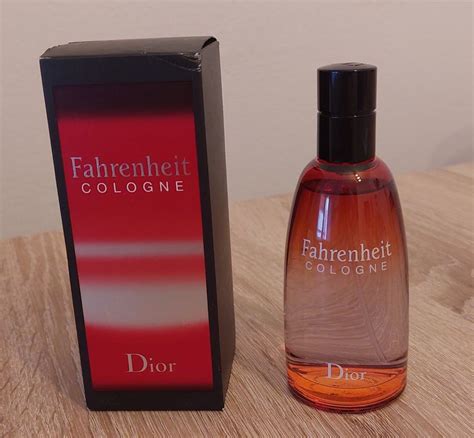 Fahrenheit
COLOGNE
Dior
Fahrenheit
COLOGNE
Dior